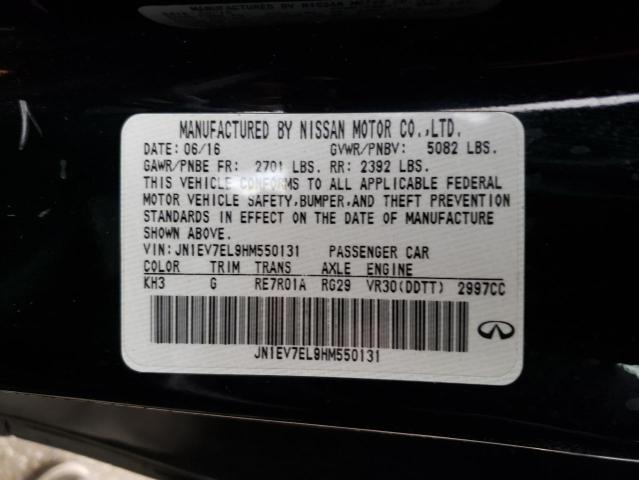 MANUFACTURED BY NISSAN MOTOR CO.,LTD.
DATE: 06/16 GVWR/PNBV: 5082 LBS.
GAWR/PNBE FR: 2701 LBS. RR: 2392 LBS.
THIS VEHICLE CONFORMS TO ALL APPLICABLE FEDERAL
MOTOR VEHICLE SAFETY,BUMPER,AND THEFT PREVENTION
STANDARDS IN EFFECT ON THE DATE OF MANUFACTURE
SHOWN ABOVE.
VIN:JN1EV7EL9HM550131 PASSENGER CAR
COLOR TRIM TRANS AXLE ENGINE
KH3 G RE7R01A RG29 VR30(DDTT) 2997CC
JN1EV7EL9HM550131